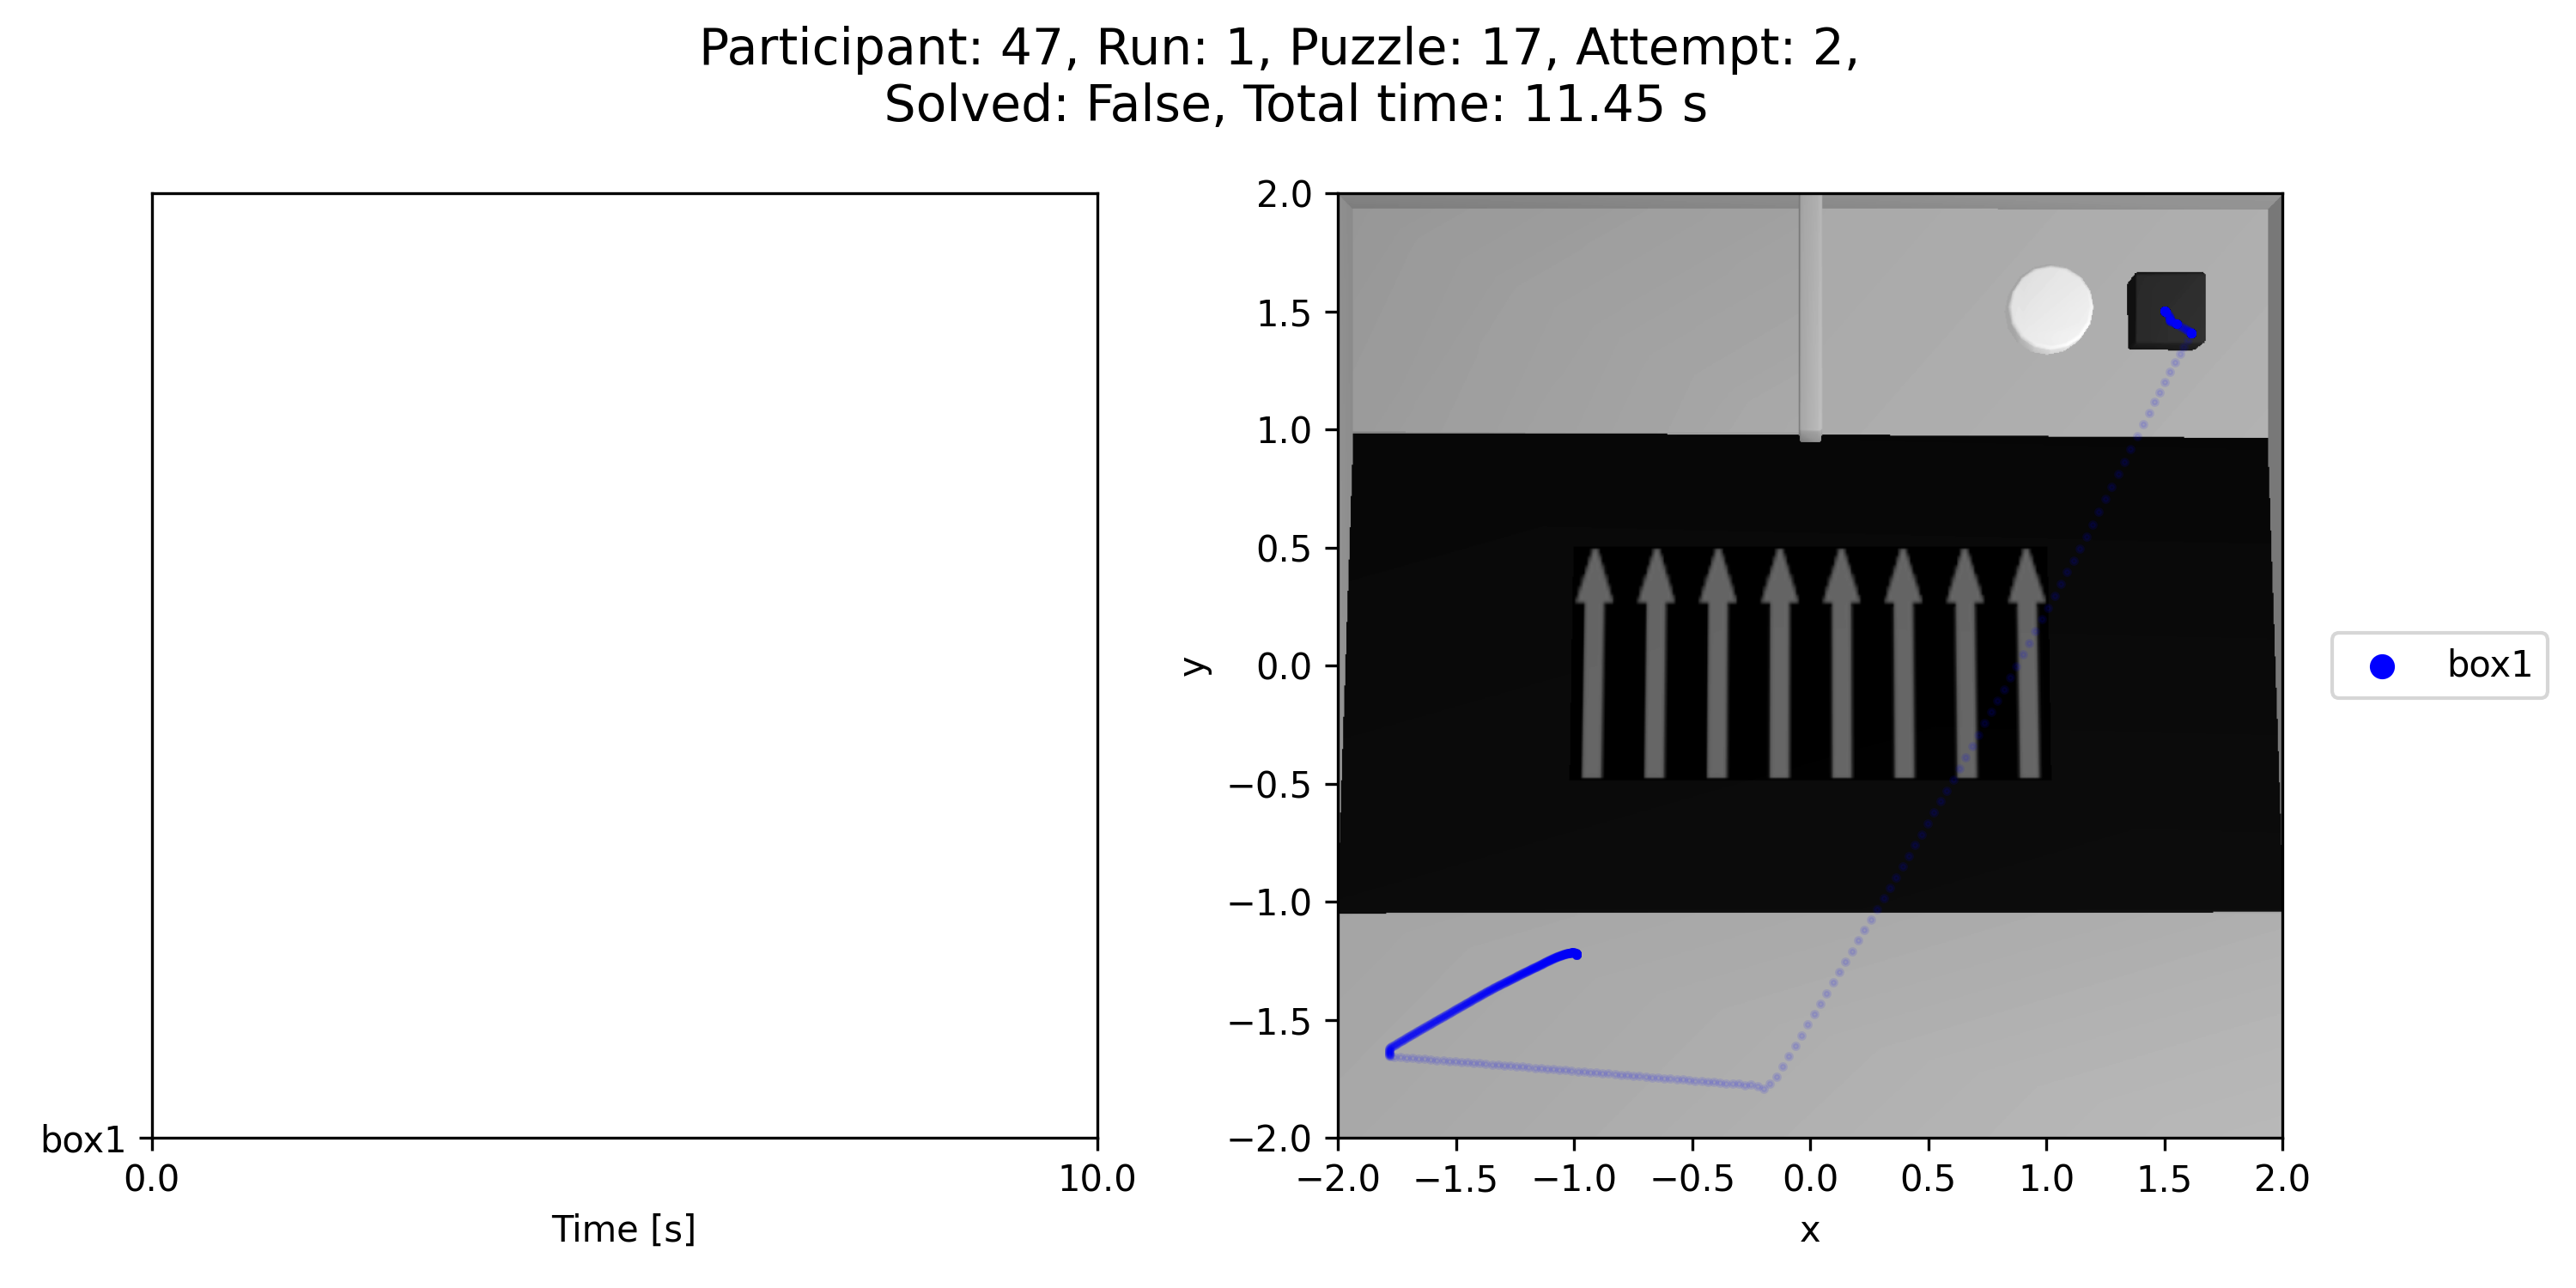 Participant: 47, Run: 1, Puzzle: 17, Attempt: 2,
Solved: False, Total time: 11.45 s
box1
0.0
10.0
Time [s]
2.0
1.5
1.0
0.5
0.0
−0.5
−1.0
−1.5
−2.0
y
−2.0
−1.5
−1.0
−0.5
0.0
0.5
1.0
1.5
2.0
x
box1